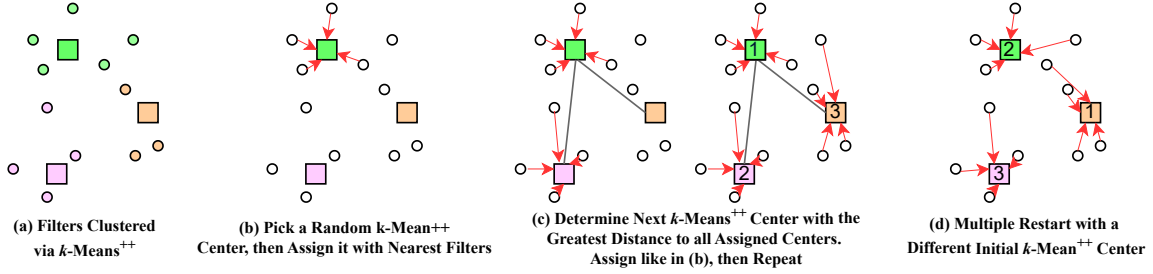 1
3
2
2
1
3
(a) Filters Clustered
via k-Means++
(b) Pick a Random k-Mean++
Center, then Assign it with Nearest Filters
(c) Determine Next k-Means++ Center with the
Greatest Distance to all Assigned Centers.
Assign like in (b), then Repeat
(d) Multiple Restart with a
Different Initial k-Mean++ Center